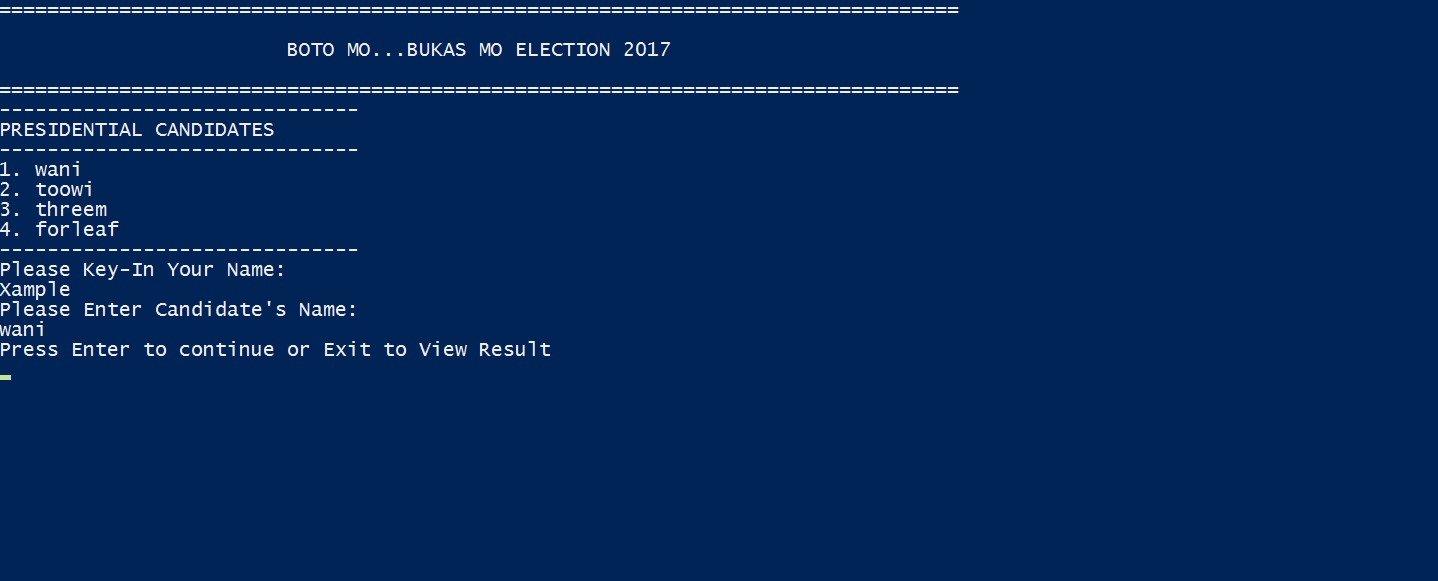 ================================================================================
BOTO MO...BUKAS MO ELECTION 2017
================================================================================
------------------------------
PRESIDENTIAL CANDIDATES
------------------------------
1. wani
2. toowi
3. threem
4. forleaf
------------------------------
Please Key-In Your Name:
Xample
Please Enter Candidate's Name:
wani
Press Enter to continue or Exit to View Result